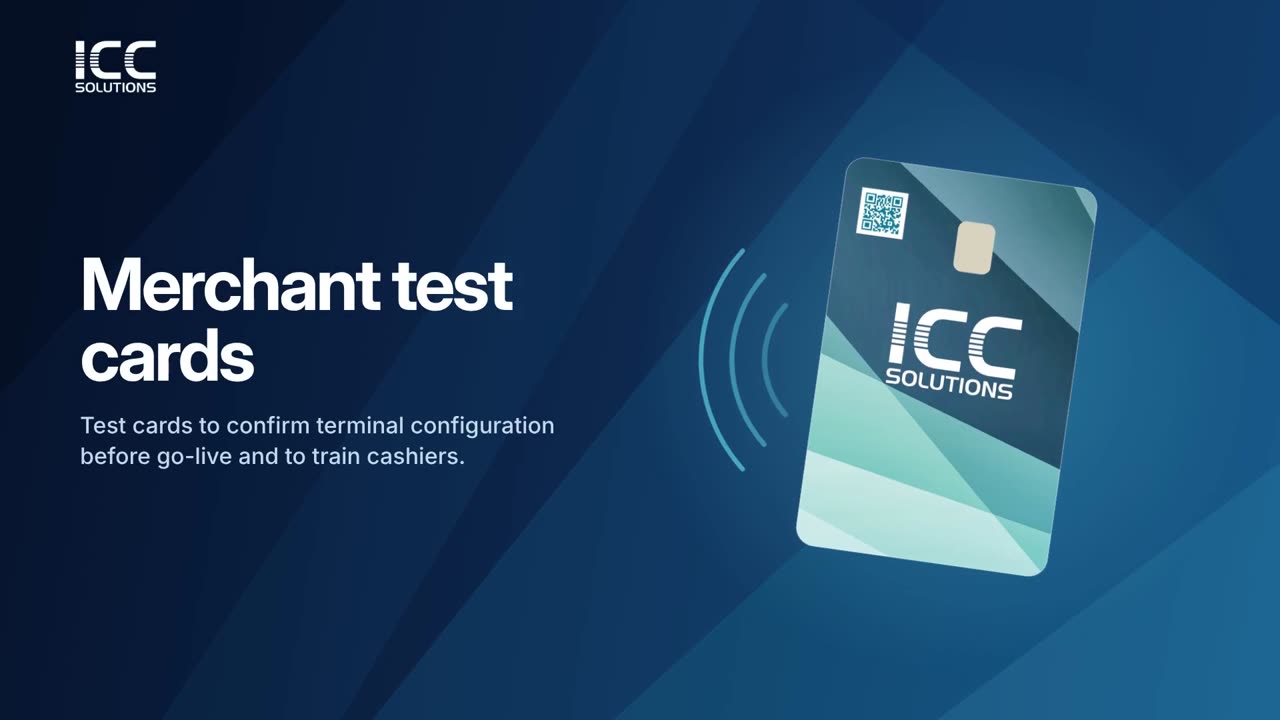 ICC
SOLUTIONS
Merchant test
cards
Test cards to confirm terminal configuration
before go-live and to train cashiers.
ICC
SOLUTIONS